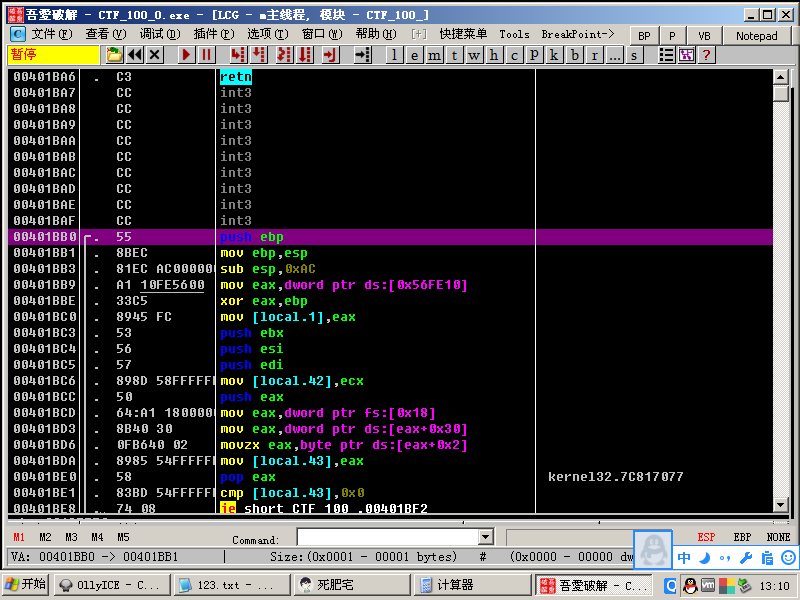 吾愛破解 - CTF_100_0.exe - [LCG - m主线程, 模块 - CTF_100_]
C 文件(F) 查看(V) 调试(D) 插件(P) 选项(T) 窗口(W) 帮助(H) [+] 快捷菜单 Tools BreakPoint-> BP P VB Notepad
暂停 l e m t w h c P k b r ... s ?
00401BA6 . C3 retn
00401BA7 CC int3
00401BA8 CC int3
00401BA9 CC int3
00401BAA CC int3
00401BAB CC int3
00401BAC CC int3
00401BAD CC int3
00401BAE CC int3
00401BAF CC int3
00401BB0 . 55 push ebp
00401BB1 . 8BEC mov ebp,esp
00401BB3 . 81EC AC00000 sub esp,0xAC
00401BB9 . A1 10FE5600 mov eax,dword ptr ds:[0x56FE10]
00401BBE . 33C5 xor eax,ebp
00401BC0 . 8945 FC mov [local.1],eax
00401BC3 . 53 push ebx
00401BC4 . 56 push esi
00401BC5 . 57 push edi
00401BC6 . 898D 58FFFFF mov [local.42],ecx
00401BCC . 50 push eax
00401BCD . 64:A1 180000 mov eax,dword ptr fs:[0x18]
00401BD3 . 8B40 30 mov eax,dword ptr ds:[eax+0x30]
00401BD6 . 0FB640 02 movzx eax,byte ptr ds:[eax+0x2]
00401BDA . 8985 54FFFFF mov [local.43],eax
00401BE0 . 58 pop eax kernel32.7C817077
00401BE1 . 83BD 54FFFFF cmp [local.43],0x0
00401BE8 . 74 08 je short CTF_100_.00401BF2
M1 M2 M3 M4 M5 Command: ESP EBP NONE
VA: 00401BB0 -> 00401BB1 Size:(0x0001 - 00001 bytes) # (0x0000 - 00000 dw 中
开始 OllyICE - C... 123.txt - ... 死肥宅 计算器 吾爱破解 - C... 13:10